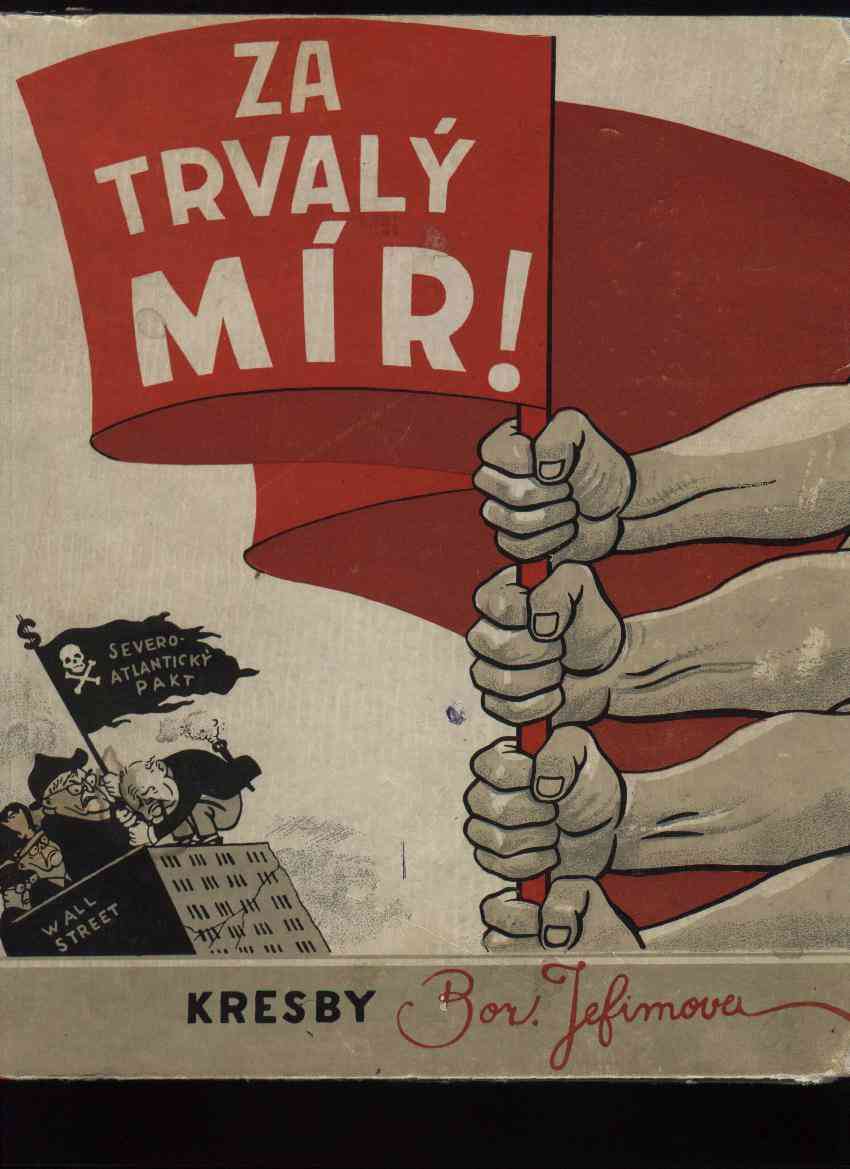 ZA
TRVALÝ
MÍR!
$
SEVERO-
ATLANTICKÝ
PAKT
WALL
STREET
KRESBY Bor. Jefimova